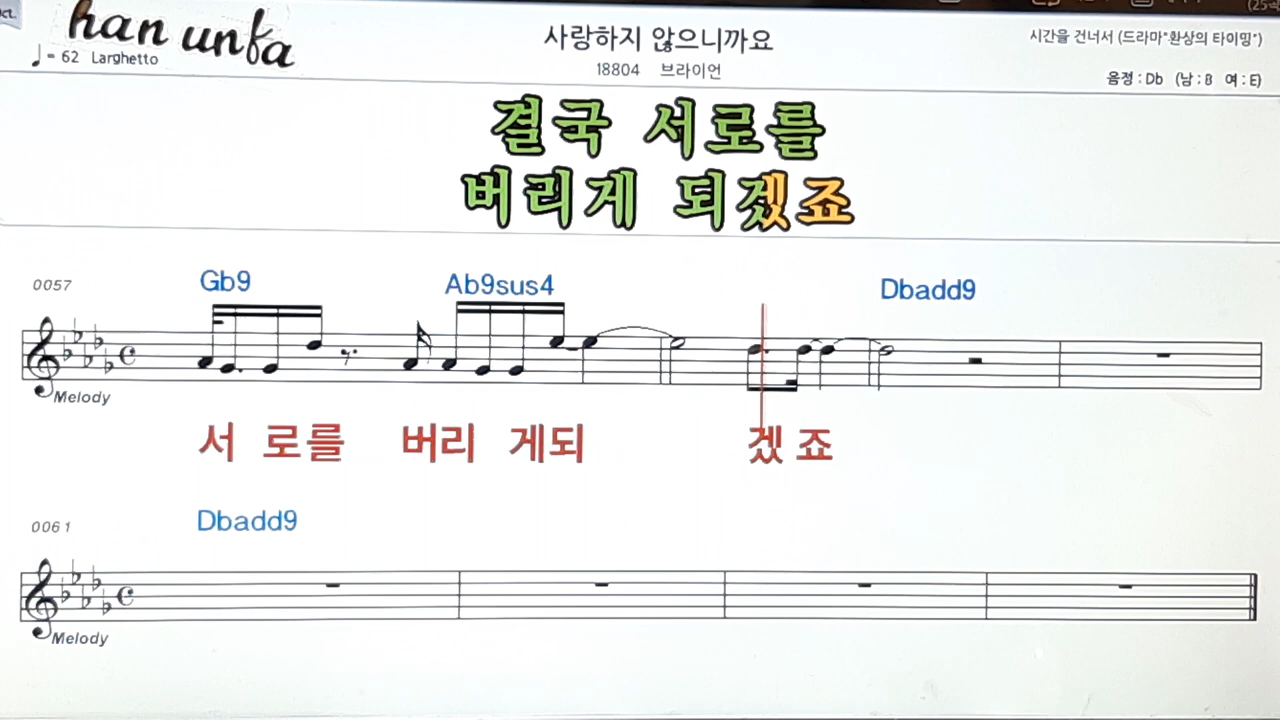 han unfa
♩= 62 Larghetto
사랑하지 않으니까요
18804 브라이언
시간을 건너서 (드라마"환상의 타이밍")
음정 : Db (남 : B 여 : E)
결국 서로를
버리게 되겠죠
0057
Gb9 Ab9sus4 Dbadd9
Melody
서 로를 버리 게되 겠 죠
0061
Dbadd9
Melody